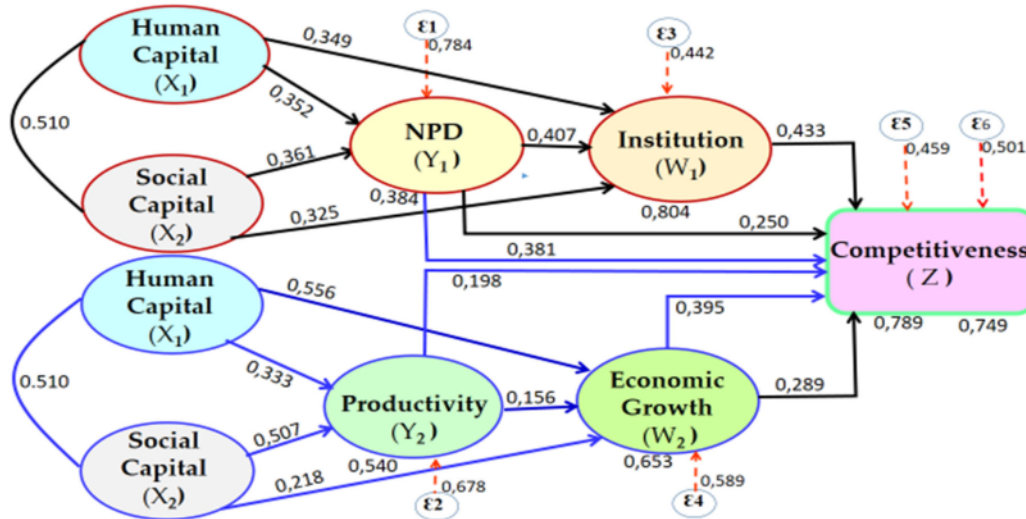 Human
Capital
(X1)
0.510
Social
Capital
(X2)
0,349
0,352
0,361
0,325
ε1
0,784
NPD
(Y1)
0,384
0,407
ε3
0,442
Institution
(W1)
0,804
0,433
0,250
0,381
0,198
ε5
0,459
ε6
0,501
Competitiveness
( Z )
0,789
0,749
Human
Capital
(X1)
0.510
Social
Capital
(X2)
0,556
0,333
0,507
0,218
Productivity
(Y2)
0,540
ε2
0,678
0,156
0,395
Economic
Growth
(W2)
0,653
ε4
0,589
0,289